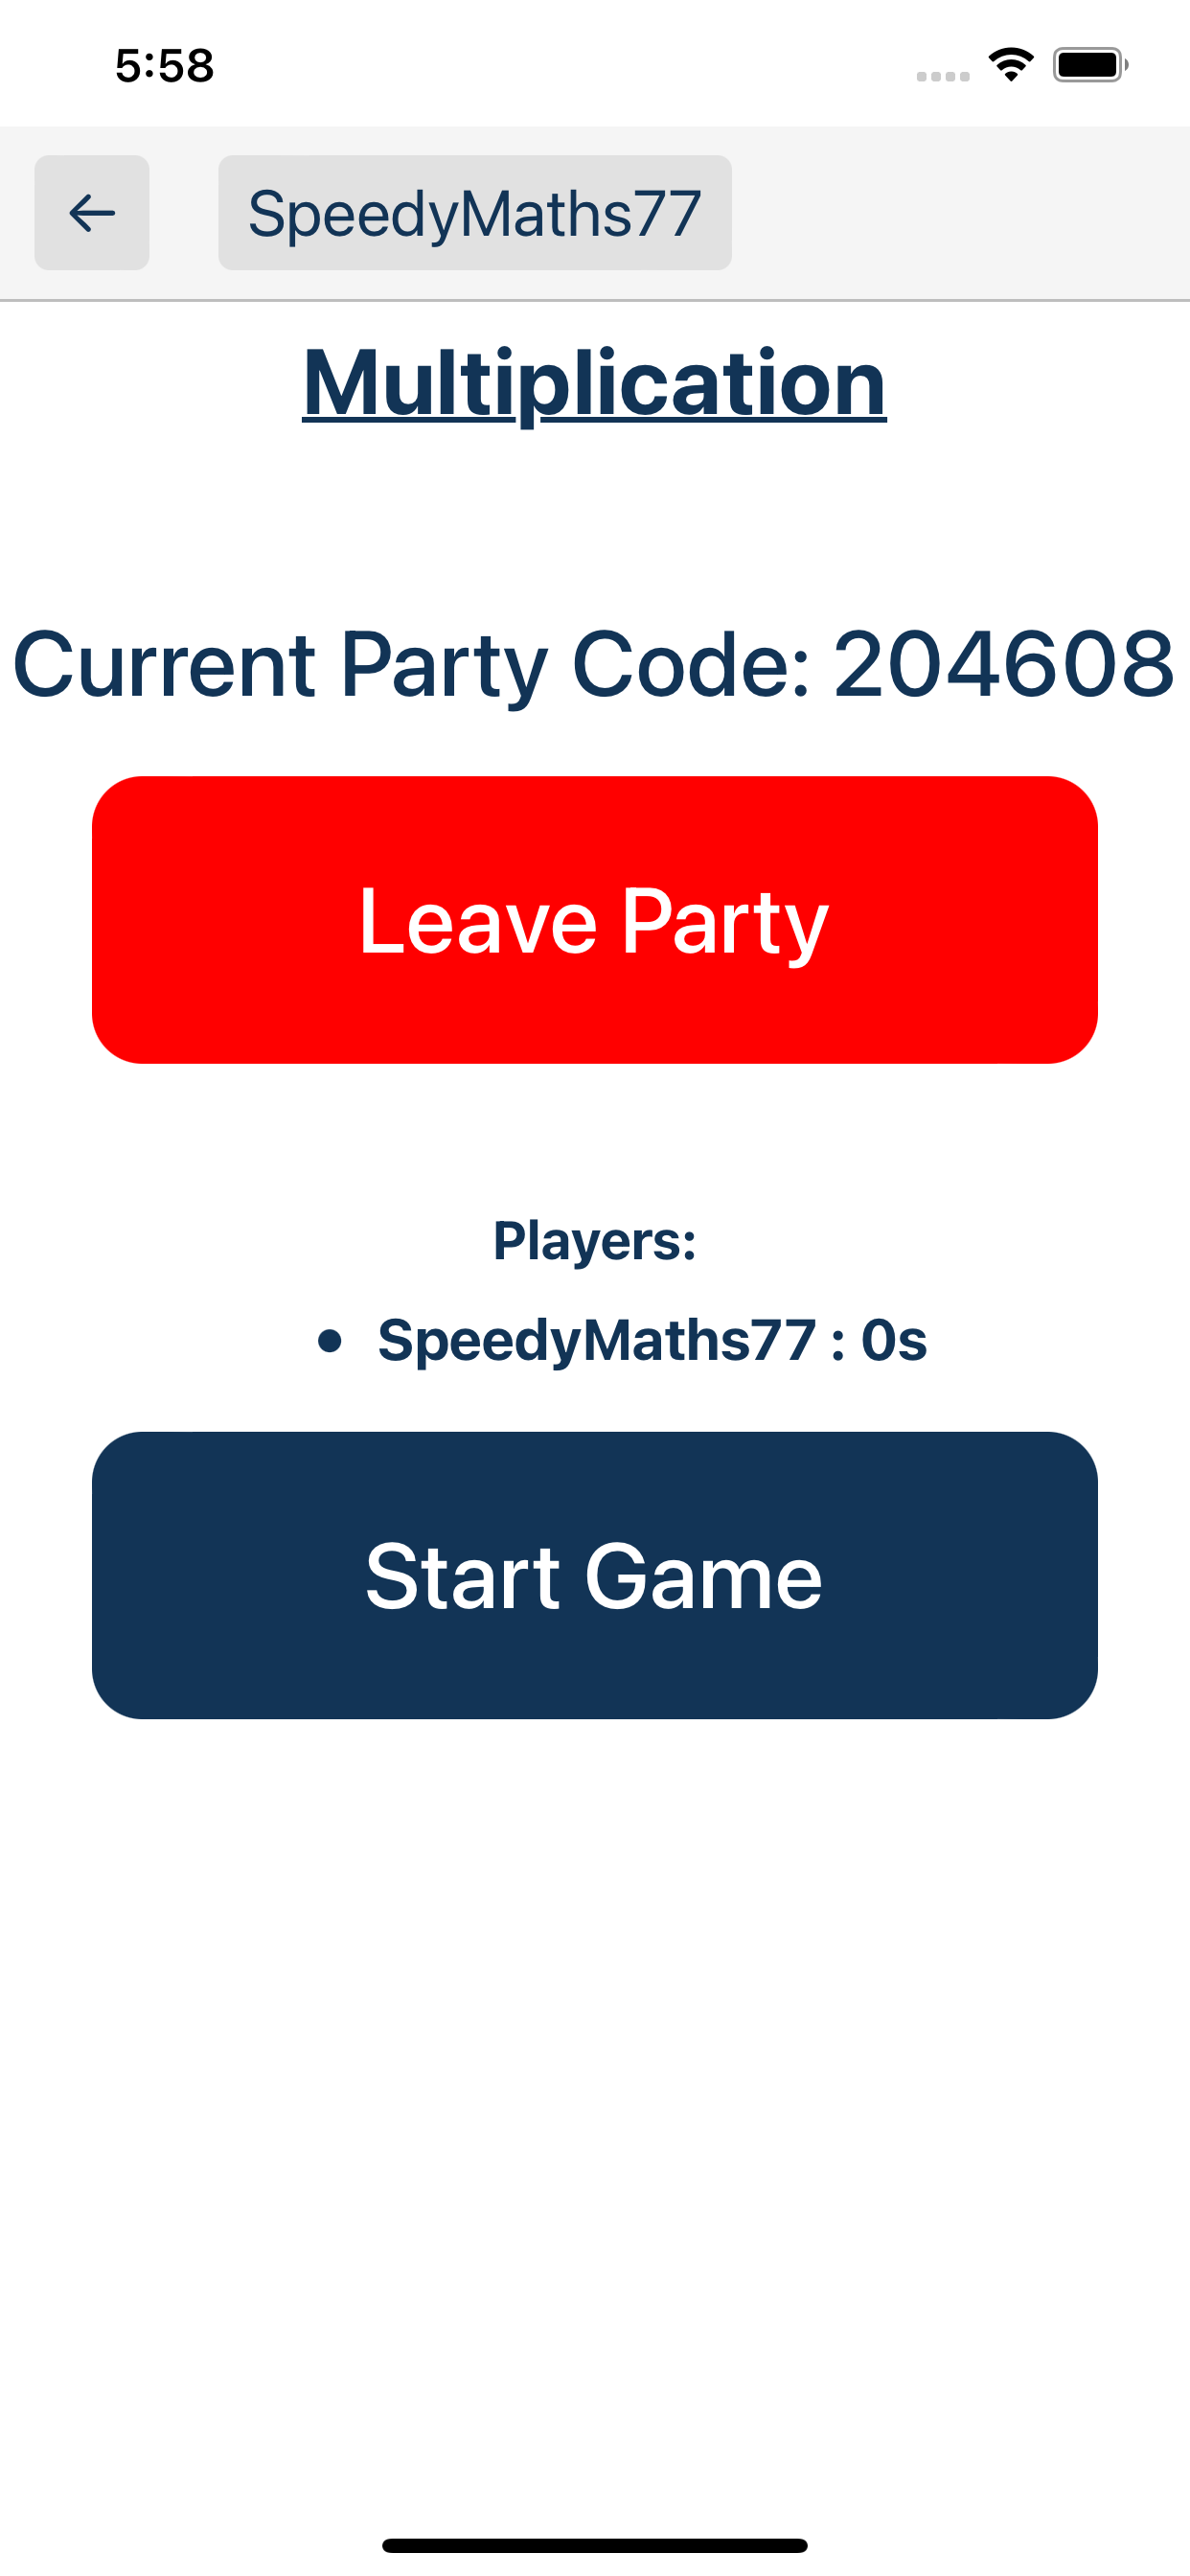 5:58
SpeedyMaths77
Multiplication
Current Party Code: 204608
Leave Party
Players:
• SpeedyMaths77 : 0s
Start Game